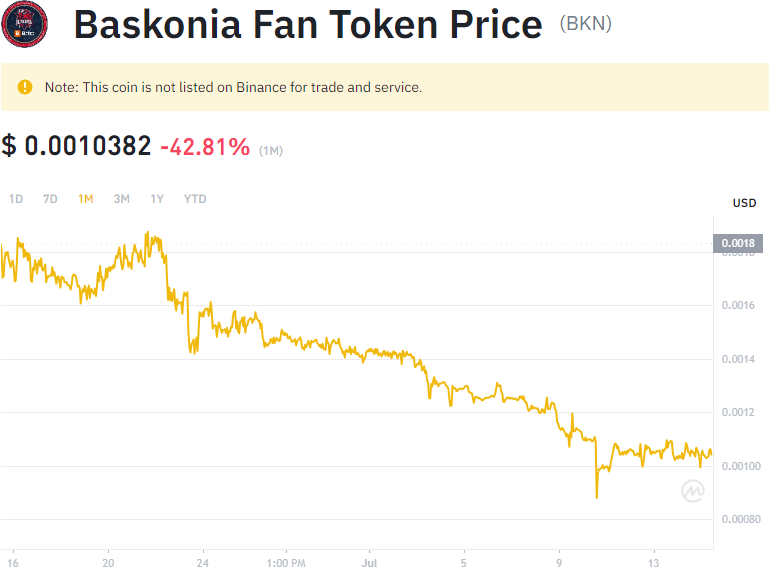 Baskonia Fan Token Price (BKN)
Note: This coin is not listed on Binance for trade and service.
$ 0.0010382 -42.81% (1M)
1D 7D 1M 3M 1Y YTD
USD
0.0018
0.0018
0.0016
0.0014
0.0012
0.00100
0.00080
16 20 24 1:00 PM Jul 5 9 13